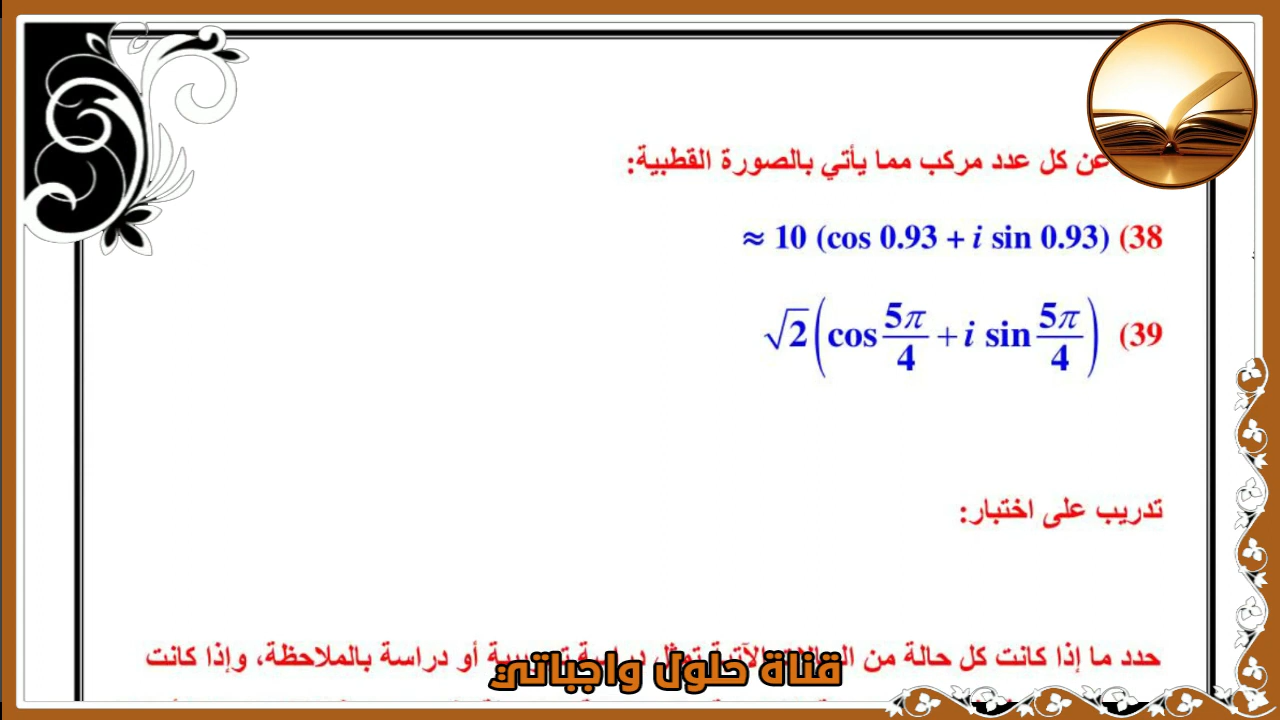 عن كل عدد مركب مما يأتي بالصورة القطبية:
38) ≈ 10 (cos 0.93 + i sin 0.93)
39) √2 (cos 5π/4 + i sin 5π/4)
تدريب على اختبار:
حدد ما إذا كانت كل حالة من الآتية دراسة أو دراسة بالملاحظة، وإذا كانت
قناة حلول واجباتي